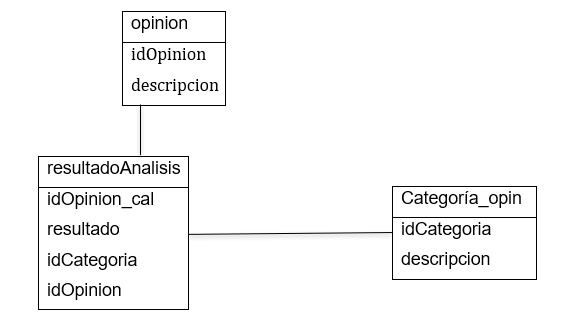 opinion
idOpinion
descripcion
resultadoAnalisis
idOpinion_cal
resultado
idCategoria
idOpinion
Categoría_opin
idCategoria
descripcion